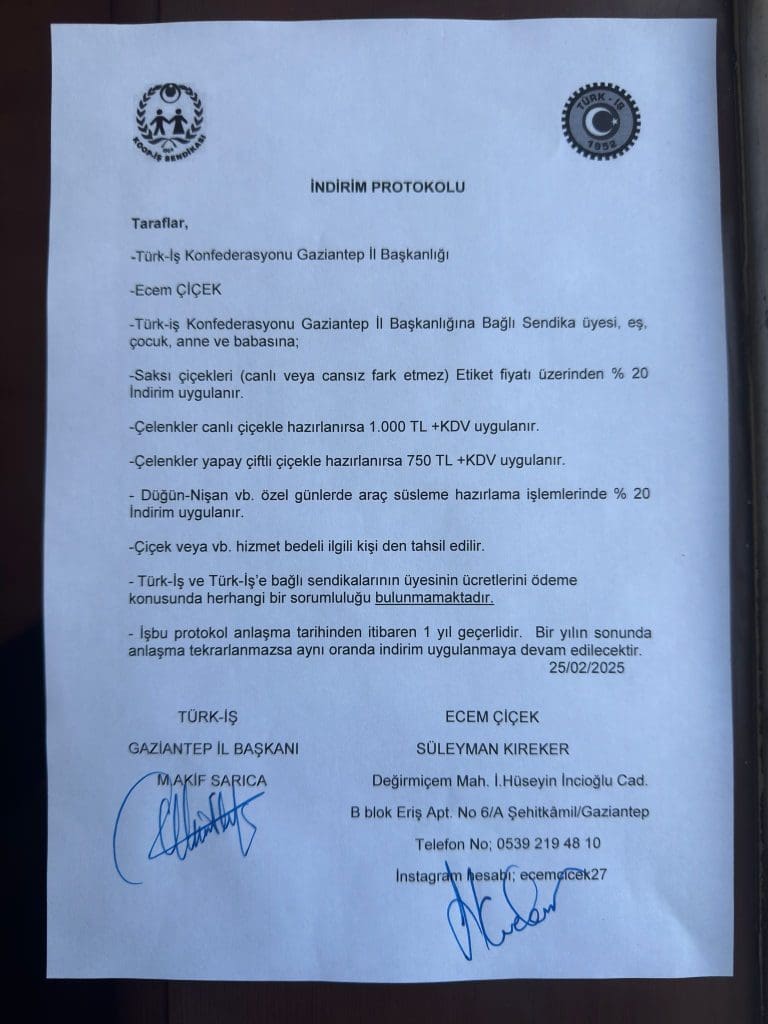 KOOP-İŞ SENDİKASI
TÜRK-İŞ
1952
İNDİRİM PROTOKOLU
Taraflar,
-Türk-İş Konfederasyonu Gaziantep İl Başkanlığı
-Ecem ÇİÇEK
-Türk-iş Konfederasyonu Gaziantep İl Başkanlığına Bağlı Sendika üyesi, eş,
çocuk, anne ve babasına;
-Saksı çiçekleri (canlı veya cansız fark etmez) Etiket fiyatı üzerinden % 20
İndirim uygulanır.
-Çelenkler canlı çiçekle hazırlanırsa 1.000 TL +KDV uygulanır.
-Çelenkler yapay çiftli çiçekle hazırlanırsa 750 TL +KDV uygulanır.
- Düğün-Nişan vb. özel günlerde araç süsleme hazırlama işlemlerinde % 20
İndirim uygulanır.
-Çiçek veya vb. hizmet bedeli ilgili kişi den tahsil edilir.
- Türk-İş ve Türk-İş'e bağlı sendikalarının üyesinin ücretlerini ödeme
konusunda herhangi bir sorumluluğu bulunmamaktadır.
- İşbu protokol anlaşma tarihinden itibaren 1 yıl geçerlidir. Bir yılın sonunda
anlaşma tekrarlanmazsa aynı oranda indirim uygulanmaya devam edilecektir.
25/02/2025
TÜRK-İŞ
GAZİANTEP İL BAŞKANI
M.AKİF SARICA
ECEM ÇİÇEK
SÜLEYMAN KIREKER
Değirmiçem Mah. İ.Hüseyin İncioğlu Cad.
B blok Eriş Apt. No 6/A Şehitkâmil/Gaziantep
Telefon No; 0539 219 48 10
İnstagram hesabı; ecemcicek27